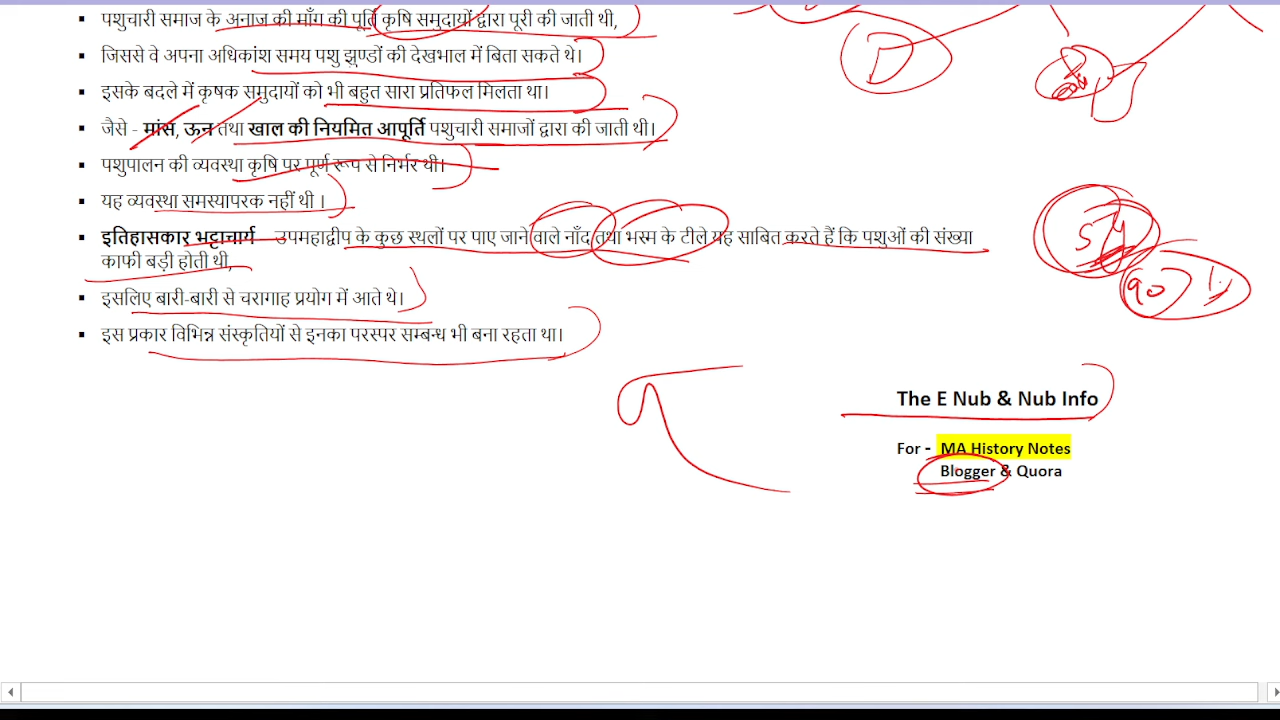 ▪ पशुचारी समाज के अनाज की माँग की पूर्ति कृषि समुदायों द्वारा पूरी की जाती थी,
▪ जिससे वे अपना अधिकांश समय पशु झुण्डों की देखभाल में बिता सकते थे।
▪ इसके बदले में कृषक समुदायों को भी बहुत सारा प्रतिफल मिलता था।
▪ जैसे - मांस, ऊन तथा खाल की नियमित आपूर्ति पशुचारी समाजों द्वारा की जाती थी।
▪ पशुपालन की व्यवस्था कृषि पर पूर्ण रूप से निर्भर थी।
▪ यह व्यवस्था समस्यापरक नहीं थी ।
▪ इतिहासकार भट्टाचार्य - उपमहाद्वीप के कुछ स्थलों पर पाए जाने वाले नाँद तथा भस्म के टीले यह साबित करते हैं कि पशुओं की संख्या
काफी बड़ी होती थी,
▪ इसलिए बारी-बारी से चरागाह प्रयोग में आते थे।
▪ इस प्रकार विभिन्न संस्कृतियों से इनका परस्पर सम्बन्ध भी बना रहता था।
The E Nub & Nub Info
For - MA History Notes
Blogger & Quora